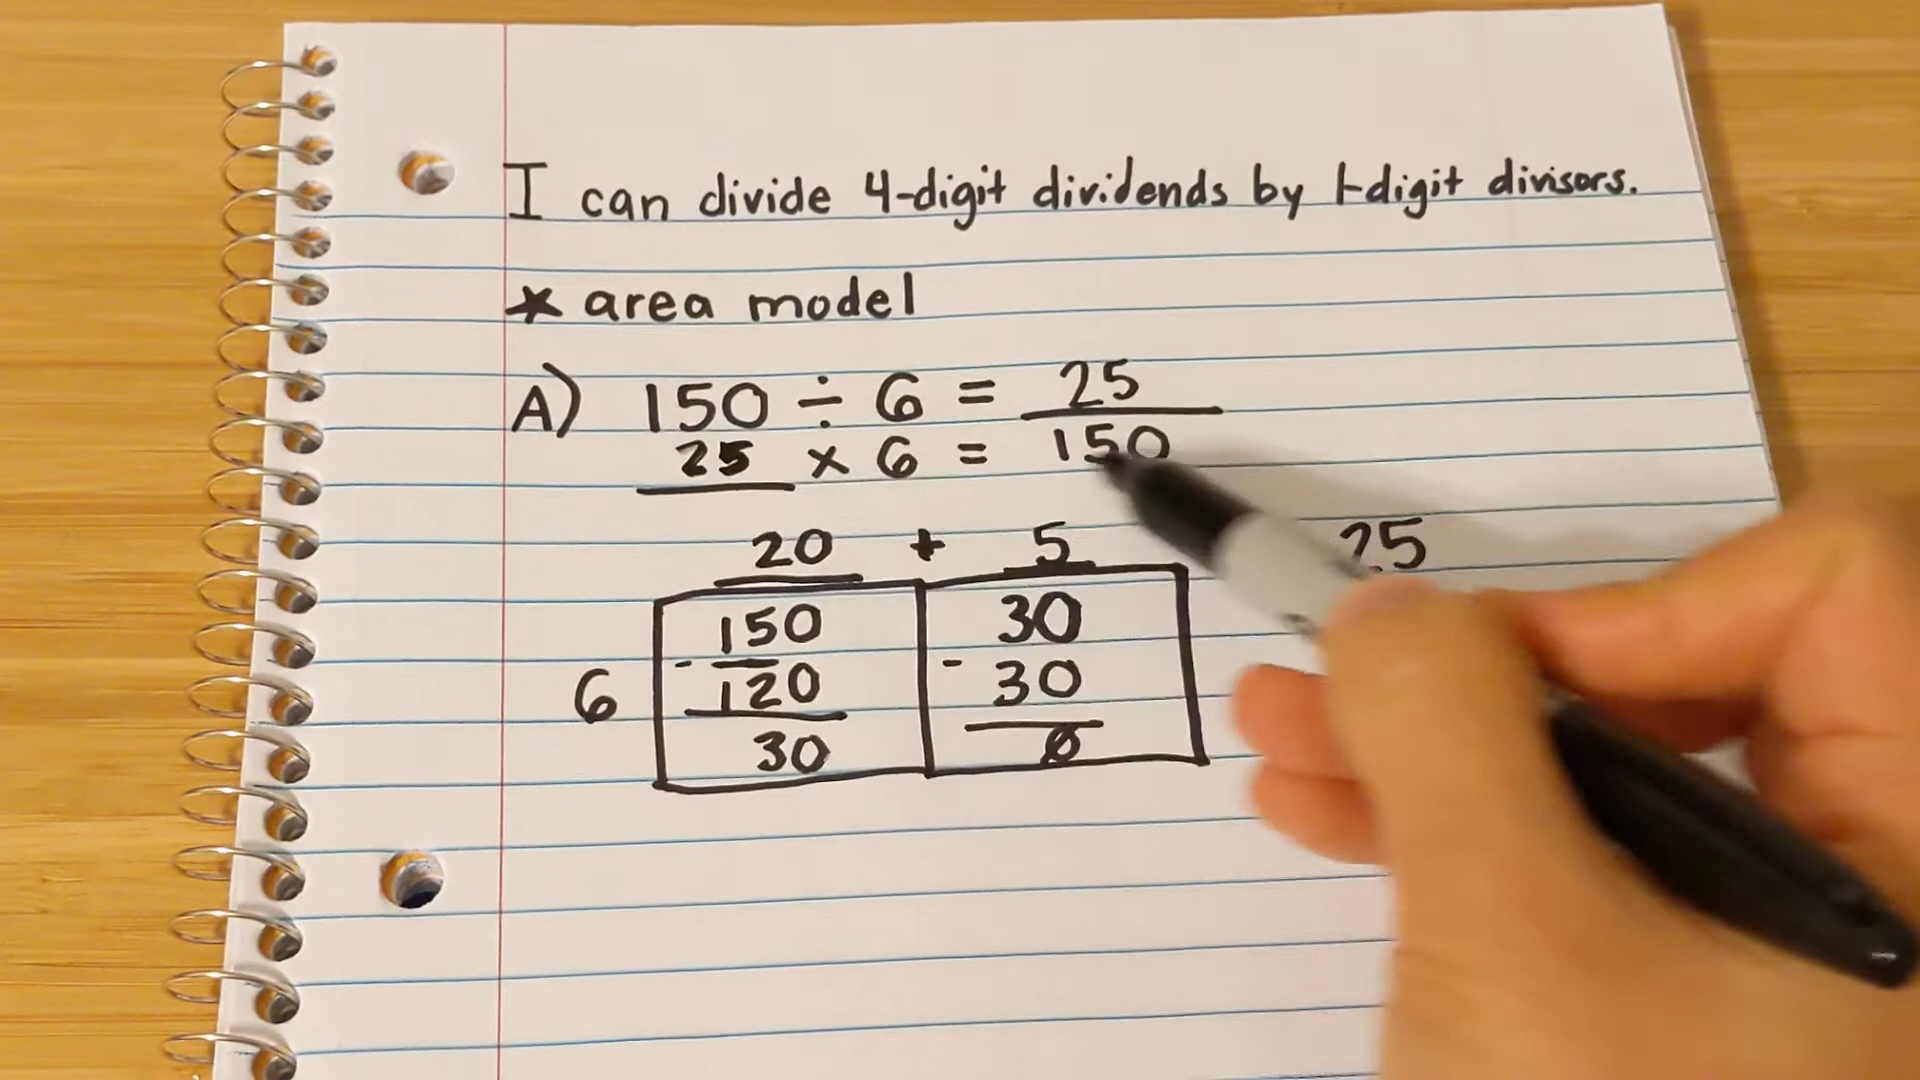 I can divide 4-digit dividends by 1-digit divisors.
* area model
A) 150 ÷ 6 = 25
25 × 6 = 150
20 + 5 25
150 30
6 - 120 - 30
30 0